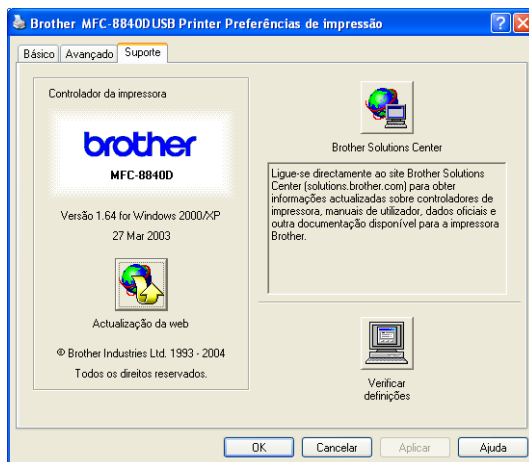 Brother MFC-8840DUSB Printer Preferências de impressão
Básico Avançado Suporte
Controlador da impressora
brother
MFC-8840D
Versão 1.64 for Windows 2000/XP
27 Mar 2003
Actualização da web
© Brother Industries Ltd. 1993 - 2004
Todos os direitos reservados.
Brother Solutions Center
Ligue-se directamente ao site Brother Solutions
Center (solutions.brother.com) para obter
informações actualizadas sobre controladores de
impressora, manuais de utilizador, dados oficiais e
outra documentação disponível para a impressora
Brother.
Verificar
definições
OK Cancelar Aplicar Ajuda